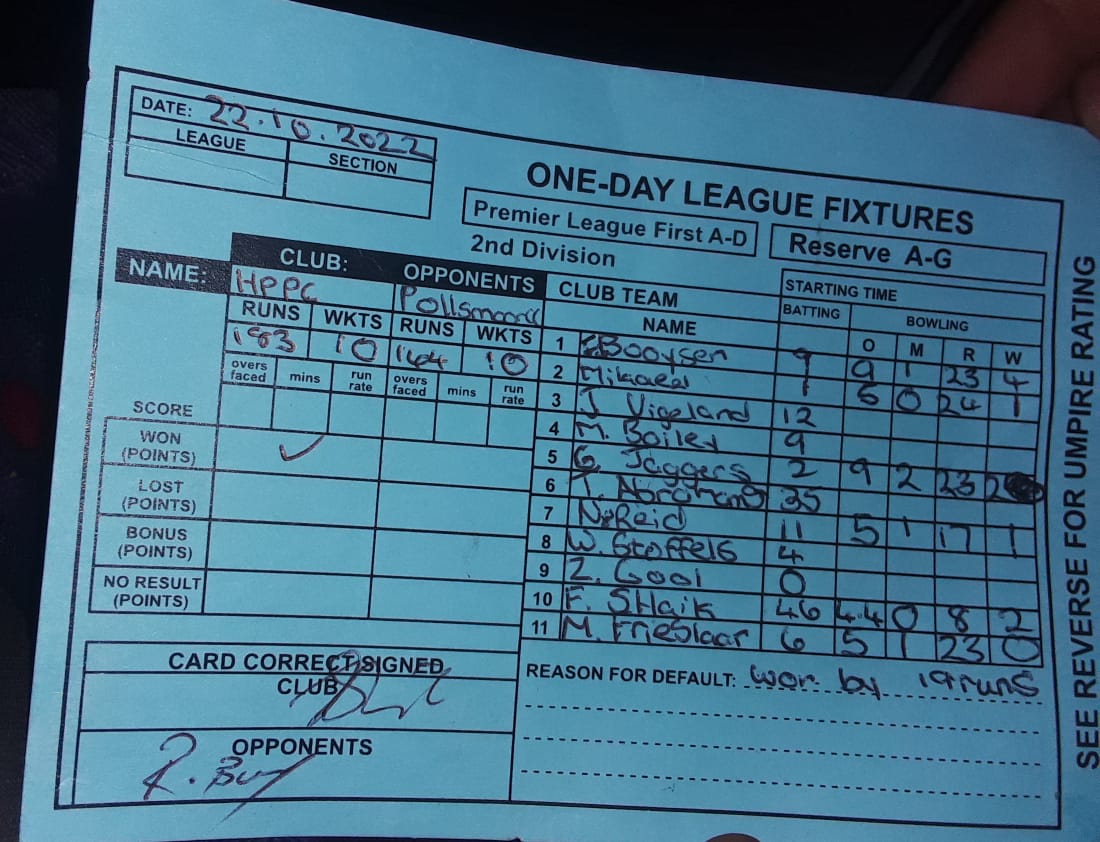 DATE: 22.10.2022
LEAGUE SECTION
ONE-DAY LEAGUE FIXTURES
Premier League First A-D Reserve A-G
2nd Division
NAME: CLUB: OPPONENTS
HPPC Pollsmoor
RUNS WKTS RUNS WKTS
183 10 164 10
overs faced mins run rate overs faced mins run rate
SCORE
WON (POINTS) ✓
LOST (POINTS)
BONUS (POINTS)
NO RESULT (POINTS)
CLUB TEAM STARTING TIME
NAME BATTING BOWLING
O M R W
1 Booysen 9 9 1 23 4
2 Mikaeel 1 6 0 24 1
3 J. Vigeland 12
4 M. Bailey 9
5 G. Jaggers 2 9 2 23 2
6 T. Abrahams 35
7 N. Reid 11 5 1 17 1
8 W. Stoffels 4
9 Z. Gool 0
10 F. SHaik 46 4.4 0 8 2
11 M. Frieslaar 6 5 1 23 0
CARD CORRECT SIGNED
CLUB
OPPONENTS
REASON FOR DEFAULT: won by 19 runs
SEE REVERSE FOR UMPIRE RATING